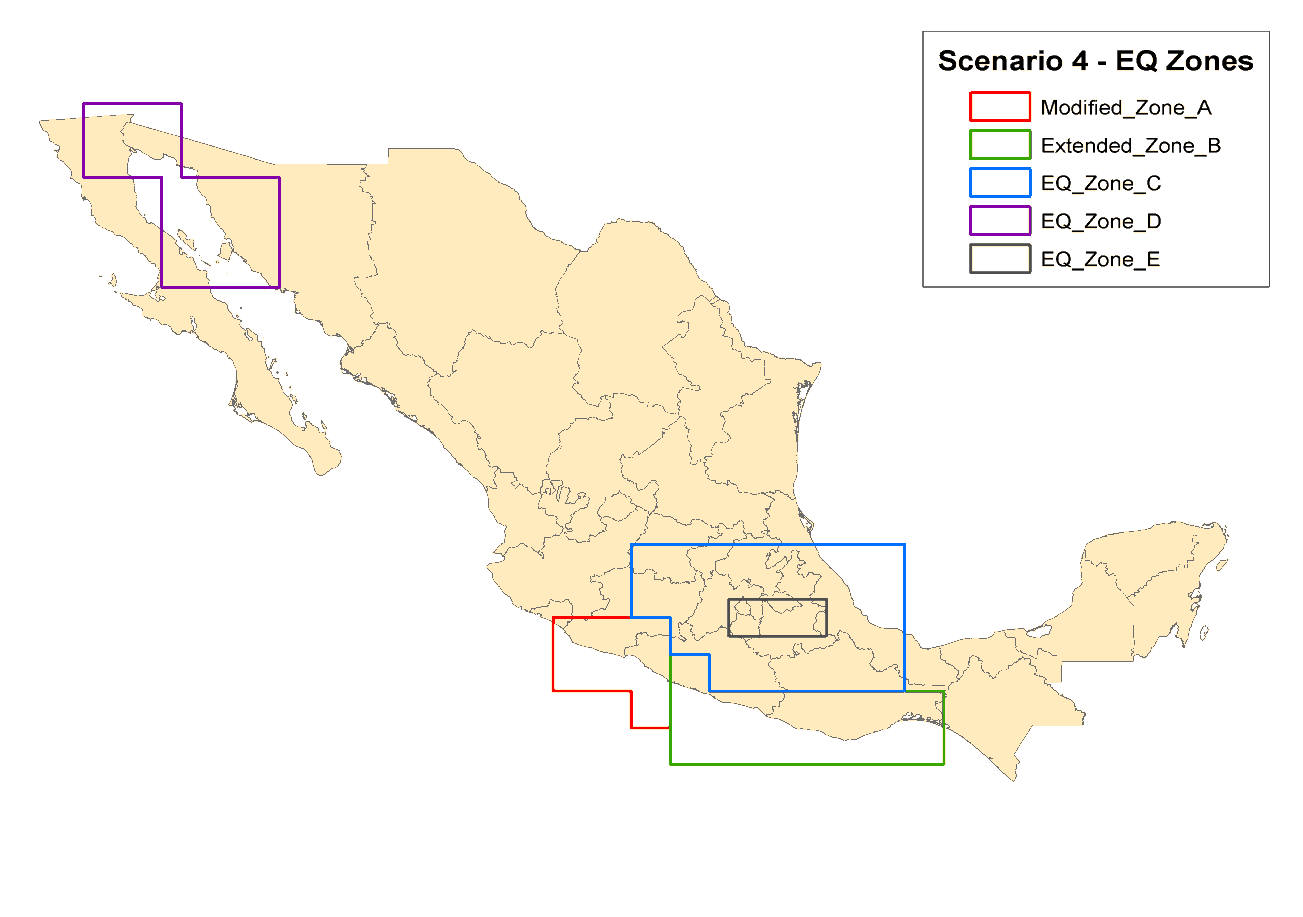 Scenario 4 - EQ Zones
Modified_Zone_A
Extended_Zone_B
EQ_Zone_C
EQ_Zone_D
EQ_Zone_E